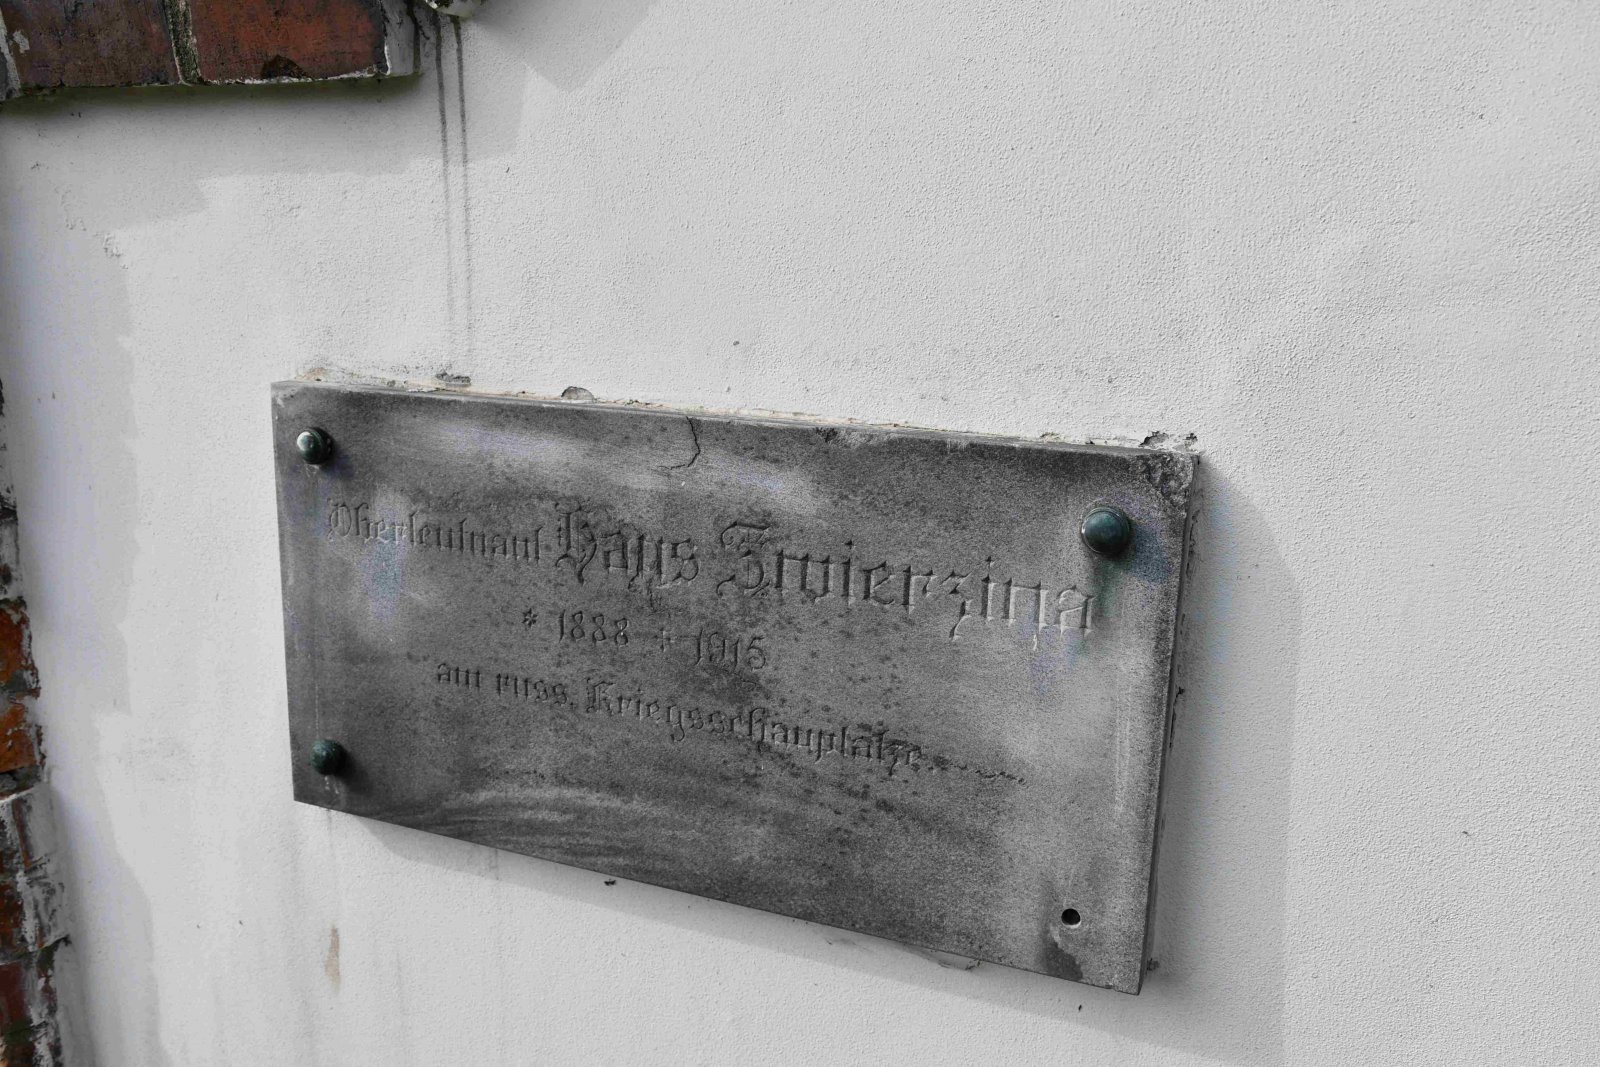 Oberleutnant Hans Zwierzina
* 1888 + 1915
am russ. Kriegsschauplatze.